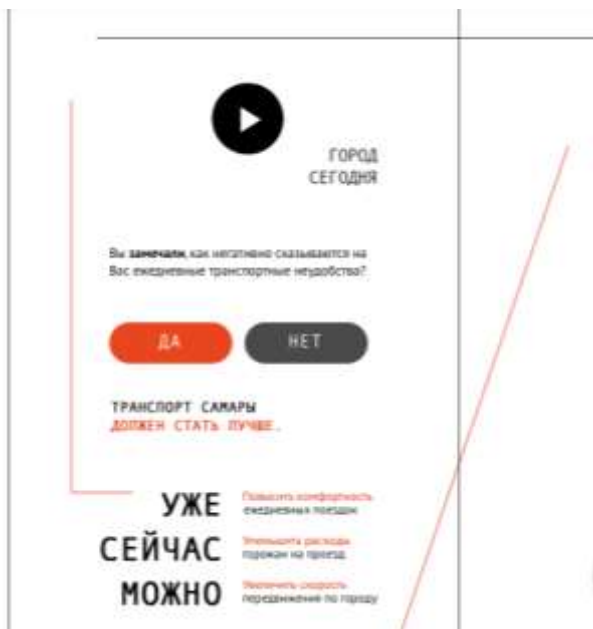 ГОРОД
СЕГОДНЯ
Вы замечали, как негативно сказываются на
Вас ежедневные транспортные неудобства?
ДА
НЕТ
ТРАНСПОРТ САМАРЫ
ДОЛЖЕН СТАТЬ ЛУЧШЕ.
УЖЕ
СЕЙЧАС
МОЖНО
Повысить комфортность
ежедневных поездок
Уменьшить расходы
горожан на проезд
Увеличить скорость
передвижения по городу